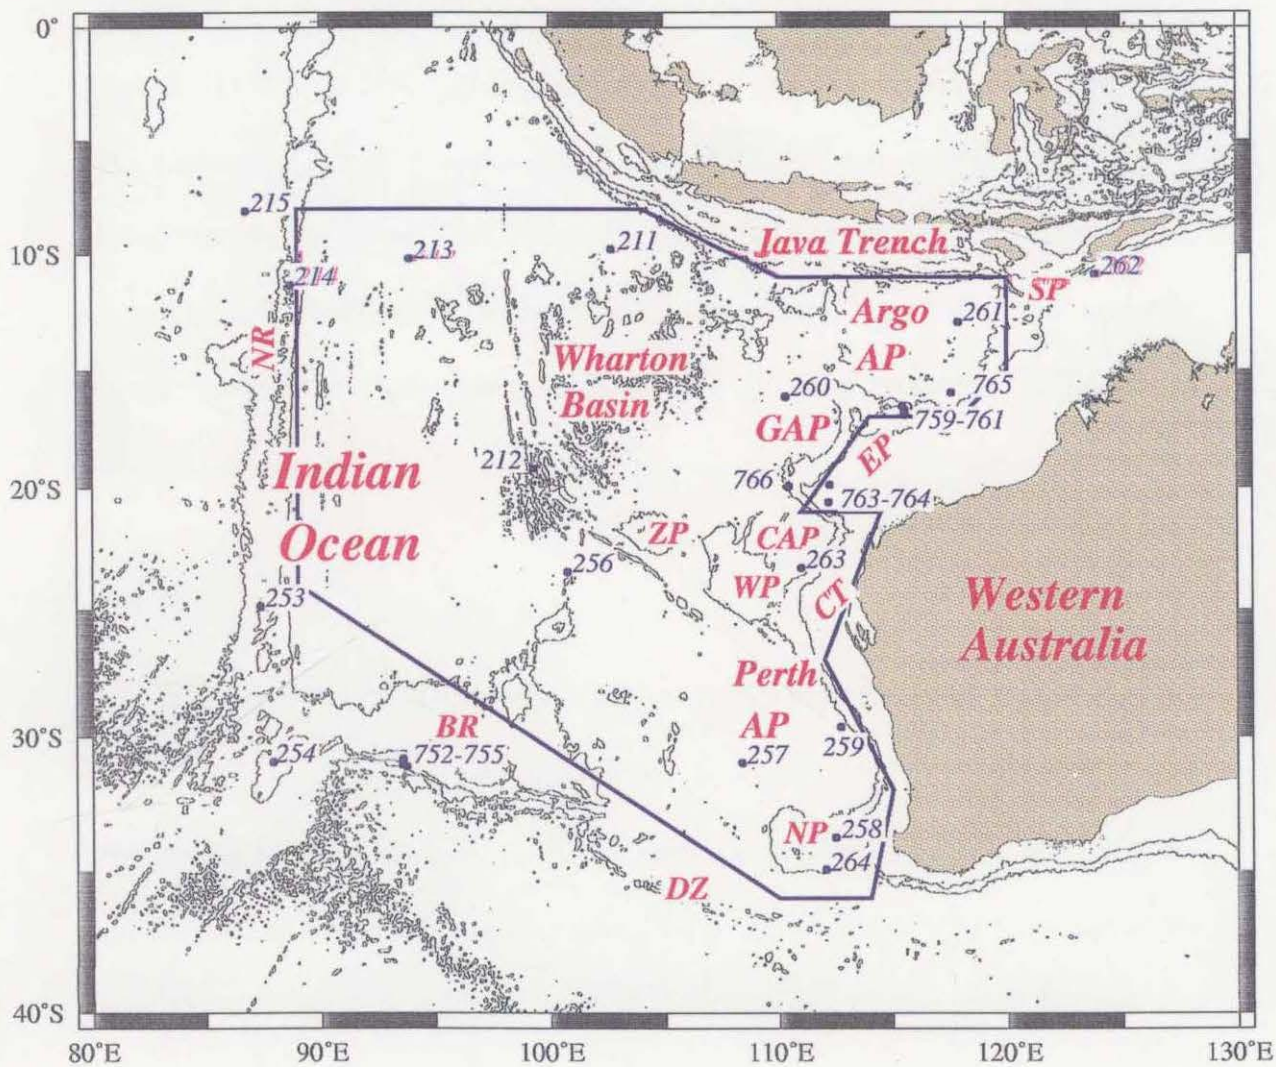 0°
215
213
211
Java Trench
10°S
262
214
SP
Argo
261
NR
Wharton
AP
765
260
Basin
759-761
GAP
EP
Indian
212
20°S
766
763-764
Ocean
ZP
CAP
256
263
WP
CT
Western
253
Australia
Perth
BR
AP
30°S
259
254
752-755
257
NP
258
264
DZ
40°S
80°E 90°E 100°E 110°E 120°E 130°E